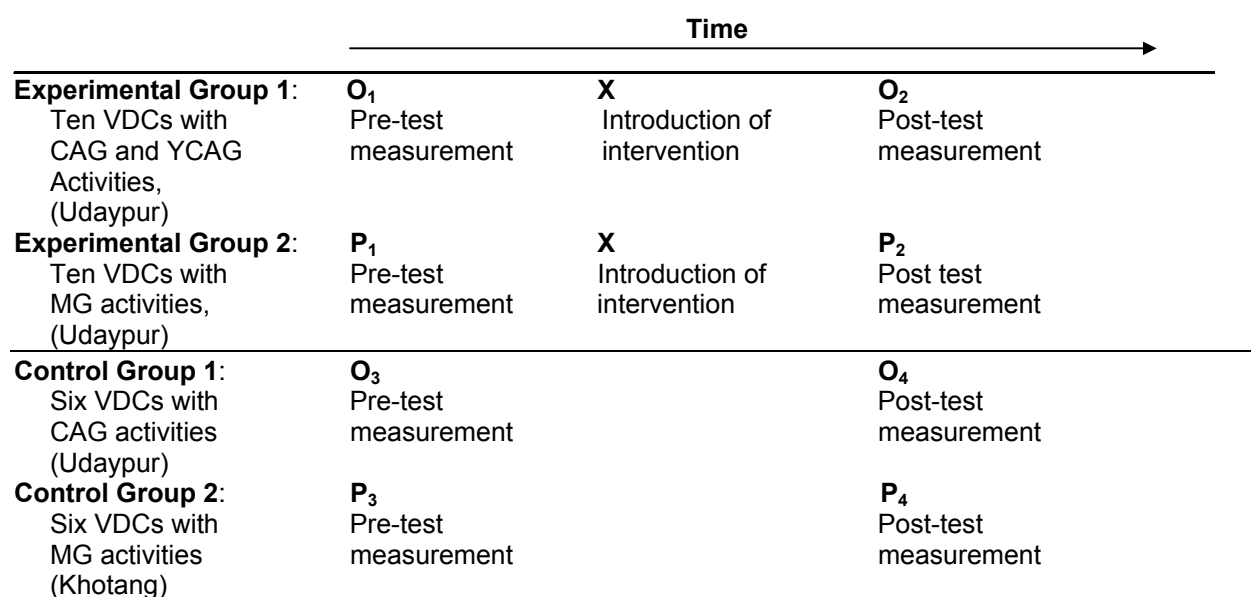 Time
Experimental Group 1: O₁ X O₂
Ten VDCs with Pre-test Introduction of Post-test
CAG and YCAG measurement intervention measurement
Activities,
(Udaypur)
Experimental Group 2: P₁ X P₂
Ten VDCs with Pre-test Introduction of Post test
MG activities, measurement intervention measurement
(Udaypur)
Control Group 1: O₃ O₄
Six VDCs with Pre-test Post-test
CAG activities measurement measurement
(Udaypur)
Control Group 2: P₃ P₄
Six VDCs with Pre-test Post-test
MG activities measurement measurement
(Khotang)